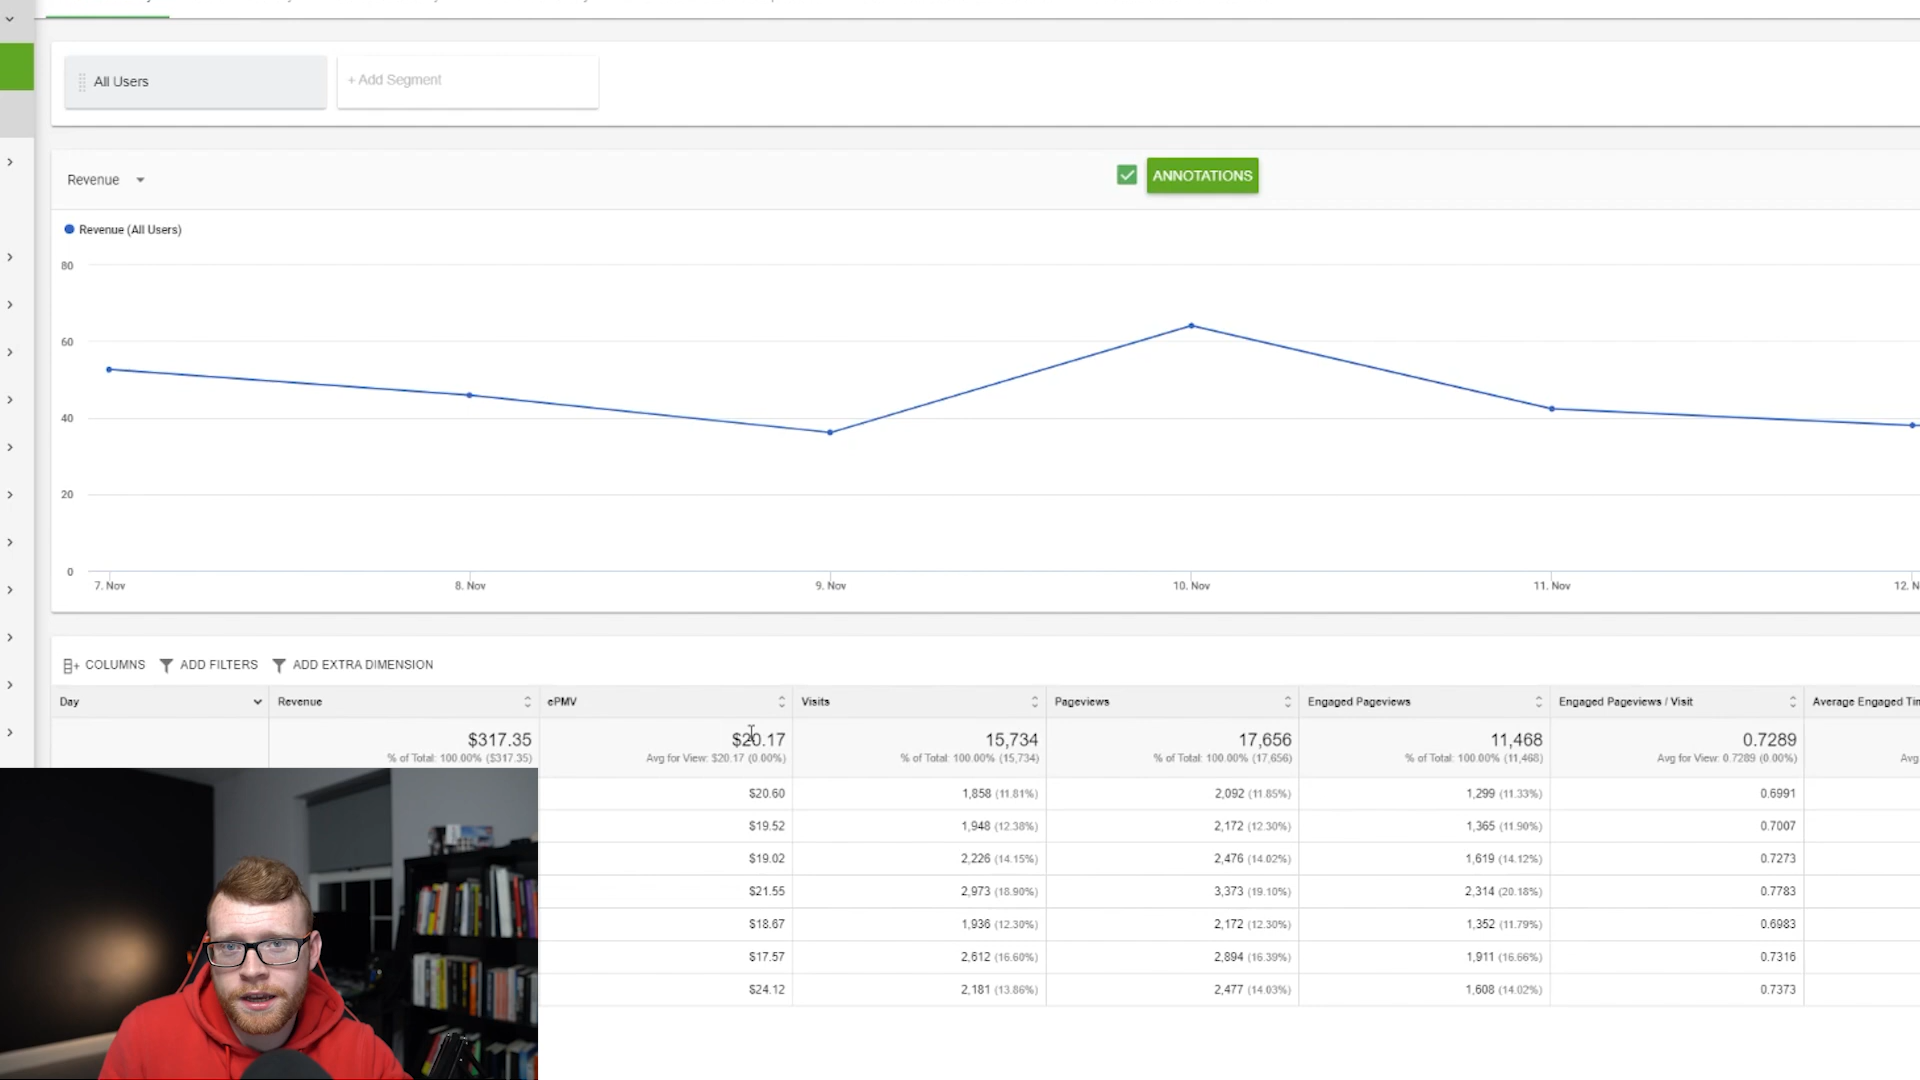 All Users
+ Add Segment
Revenue
ANNOTATIONS
Revenue (All Users)
80
60
40
20
0
7. Nov 8. Nov 9. Nov 10. Nov 11. Nov 12. N
COLUMNS ADD FILTERS ADD EXTRA DIMENSION
Day Revenue ePMV Visits Pageviews Engaged Pageviews Engaged Pageviews / Visit Average Engaged Tin
$317.35 $20.17 15,734 17,656 11,468 0.7289
% of Total: 100.00% ($317.35) Avg for View: $20.17 (0.00%) % of Total: 100.00% (15,734) % of Total: 100.00% (17,656) % of Total: 100.00% (11,468) Avg for View: 0.7289 (0.00%) Avg
$20.60 1,858 (11.81%) 2,092 (11.85%) 1,299 (11.33%) 0.6991
$19.52 1,948 (12.38%) 2,172 (12.30%) 1,365 (11.90%) 0.7007
$19.02 2,226 (14.15%) 2,476 (14.02%) 1,619 (14.12%) 0.7273
$21.55 2,973 (18.90%) 3,373 (19.10%) 2,314 (20.18%) 0.7783
$18.67 1,936 (12.30%) 2,172 (12.30%) 1,352 (11.79%) 0.6983
$17.57 2,612 (16.60%) 2,894 (16.39%) 1,911 (16.66%) 0.7316
$24.12 2,181 (13.86%) 2,477 (14.03%) 1,608 (14.02%) 0.7373